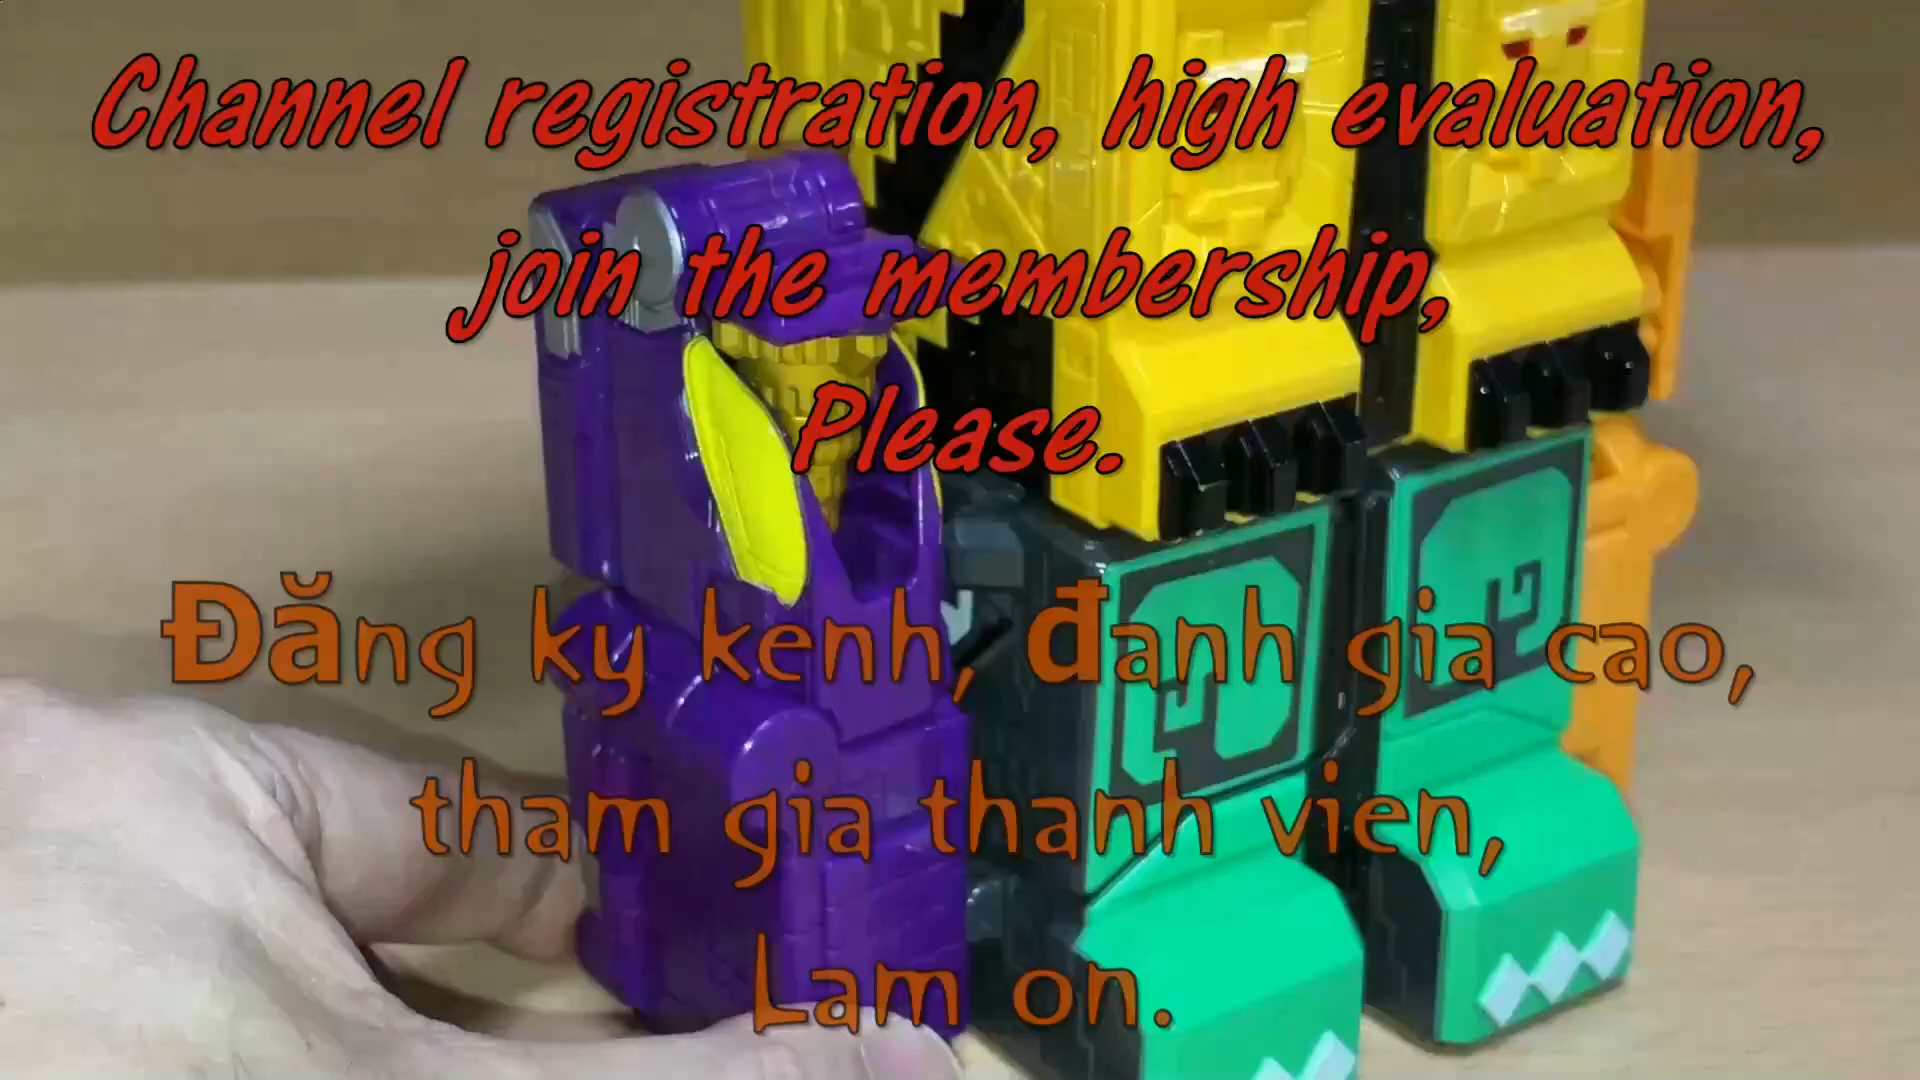 Channel registration, high evaluation,
join the membership,
Please.
Đăng ky kenh, đanh gia cao,
tham gia thanh vien,
Lam on.